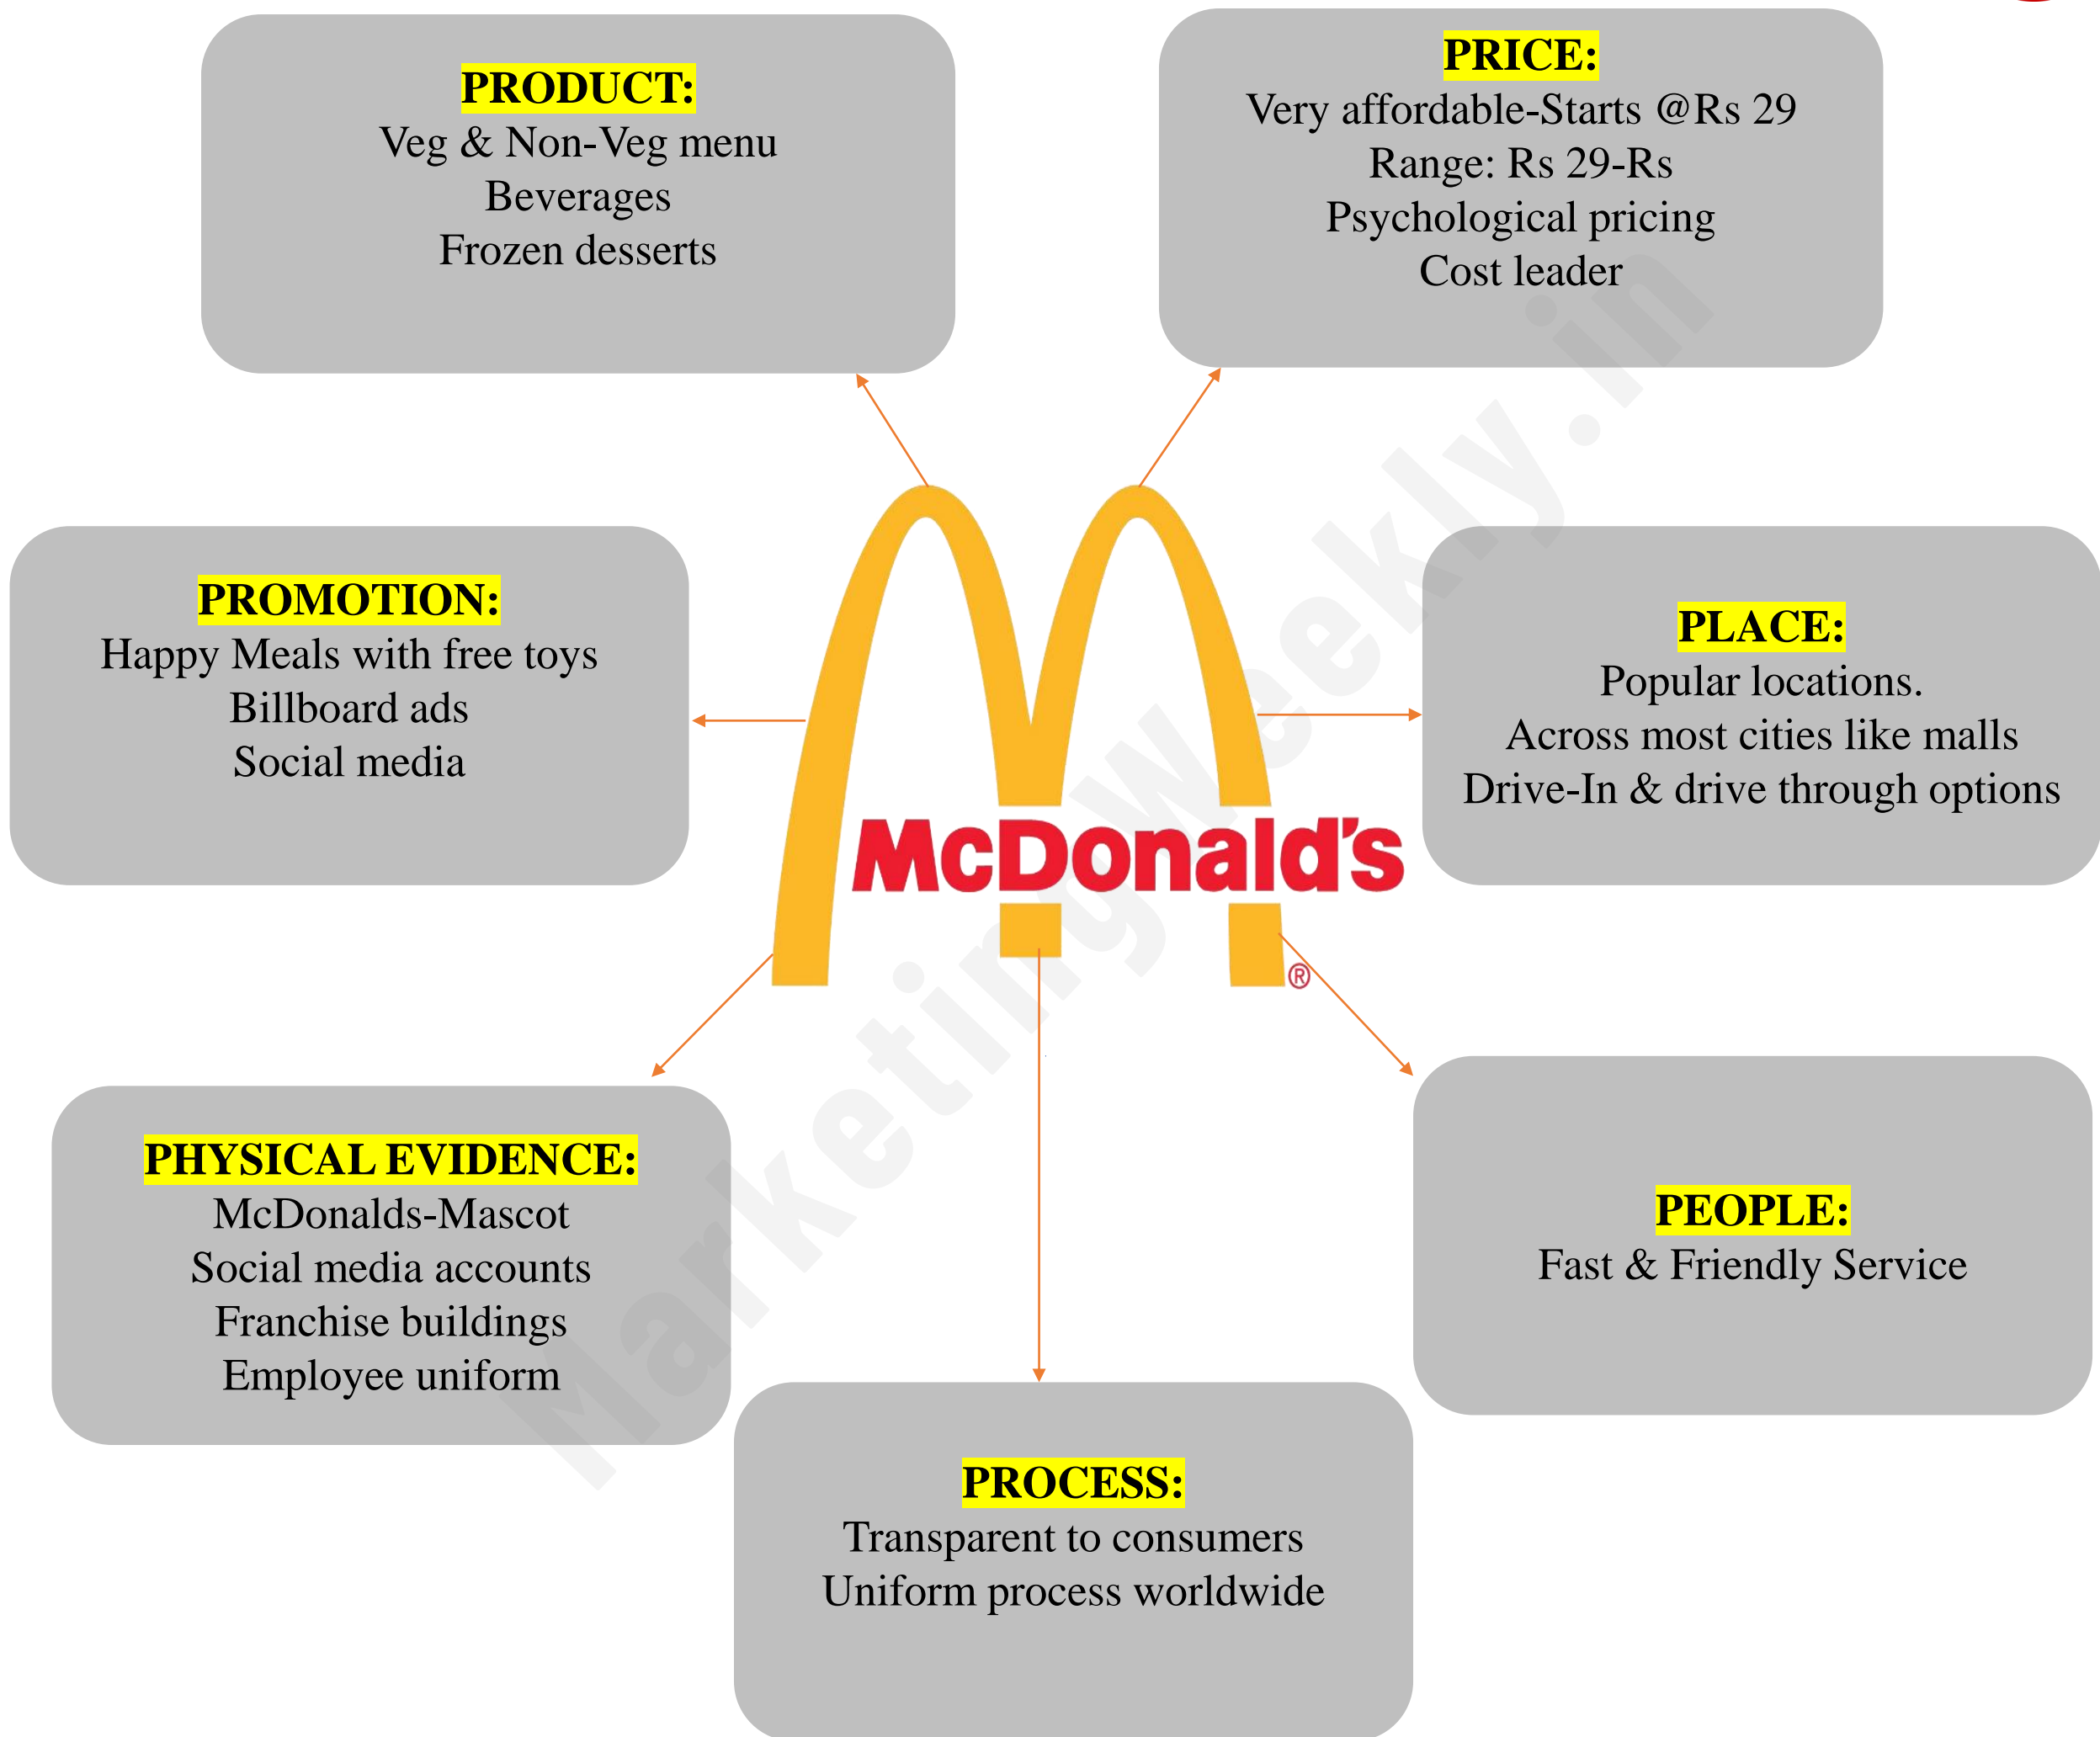 PRODUCT:
Veg & Non-Veg menu
Beverages
Frozen desserts
PRICE:
Very affordable-Starts @Rs 29
Range: Rs 29-Rs
Psychological pricing
Cost leader
PROMOTION:
Happy Meals with free toys
Billboard ads
Social media
PLACE:
Popular locations.
Across most cities like malls
Drive-In & drive through options
McDonald's
®
PHYSICAL EVIDENCE:
McDonalds-Mascot
Social media accounts
Franchise buildings
Employee uniform
PEOPLE:
Fast & Friendly Service
PROCESS:
Transparent to consumers
Uniform process worldwide
MarketingWeekly.in